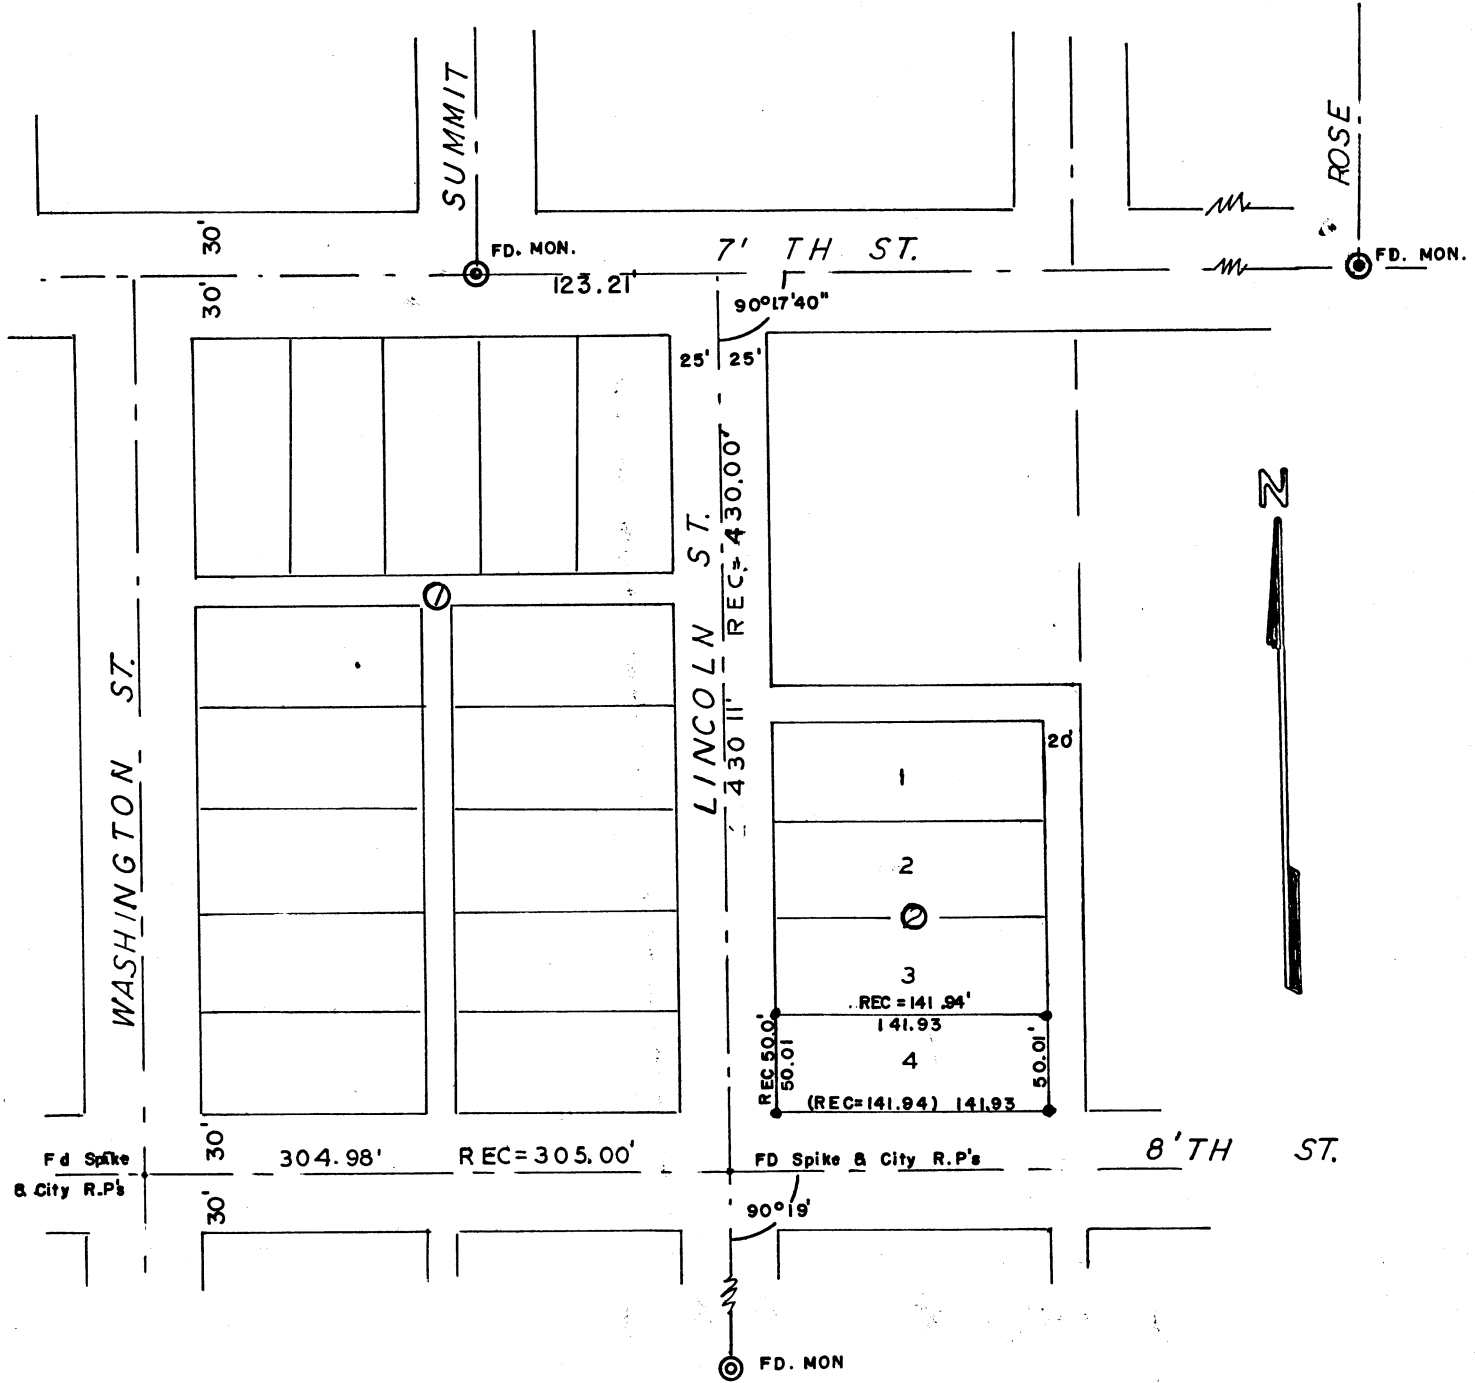 SUMMIT
ROSE
30'
30'
FD. MON.
7' TH ST.
FD. MON.
123.21'
90°17'40"
25' 25'
N
REC= 430.00'
LINCOLN ST.
430 11'
WASHINGTON ST.
20'
1
2
2
3
REC =141.94'
141.93
REC 50.0'
50.01
4
50.01'
(REC=141.94) 141.93
30'
304.98' REC=305.00'
Fd Spike
& City R.P's
FD Spike & City R.P's
8'TH ST.
30'
90°19'
FD. MON